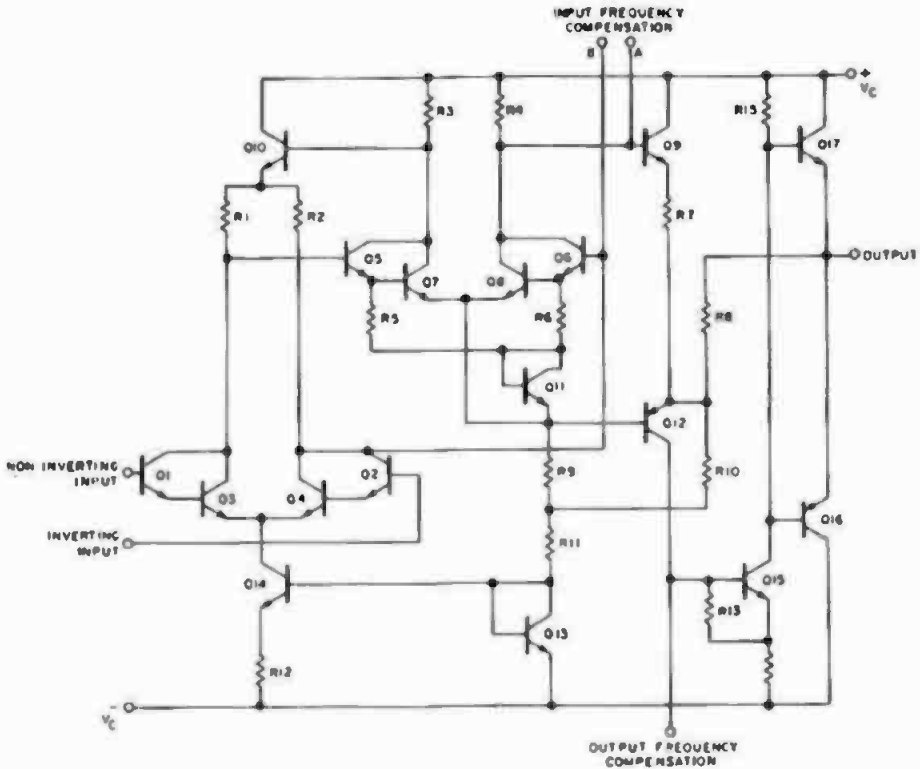 INPUT FREQUENCY
COMPENSATION
B
A
+
VC
R3
R4
R15
Q10
Q9
Q17
R1
R2
R7
Q5
Q7
Q8
Q6
OUTPUT
R5
R6
R8
Q11
Q12
NON INVERTING
INPUT
Q1
Q3
Q4
Q2
R9
R10
Q16
INVERTING
INPUT
R11
Q14
Q15
R13
Q13
R12
VC
-
OUTPUT FREQUENCY
COMPENSATION